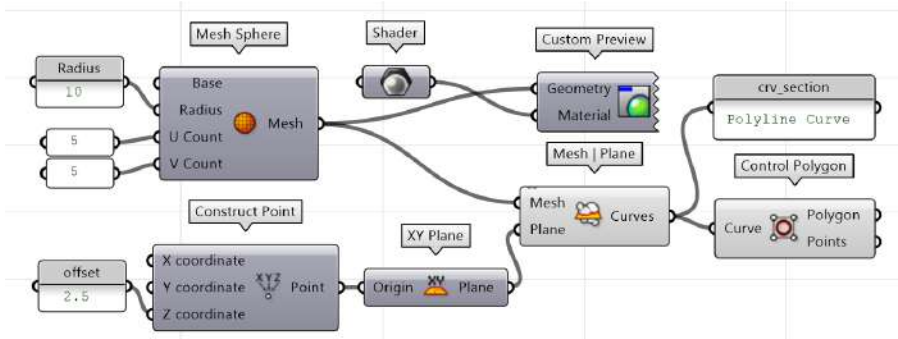 Mesh Sphere
Shader
Custom Preview
Radius
10
Base
Radius
U Count
V Count
Mesh
5
5
Geometry
Material
crv_section
Polyline Curve
Mesh | Plane
Mesh
Plane
Curves
Control Polygon
Curve
Polygon
Points
Construct Point
XY Plane
offset
2.5
X coordinate
Y coordinate
Z coordinate
XYZ
Point
Origin
XY
Plane